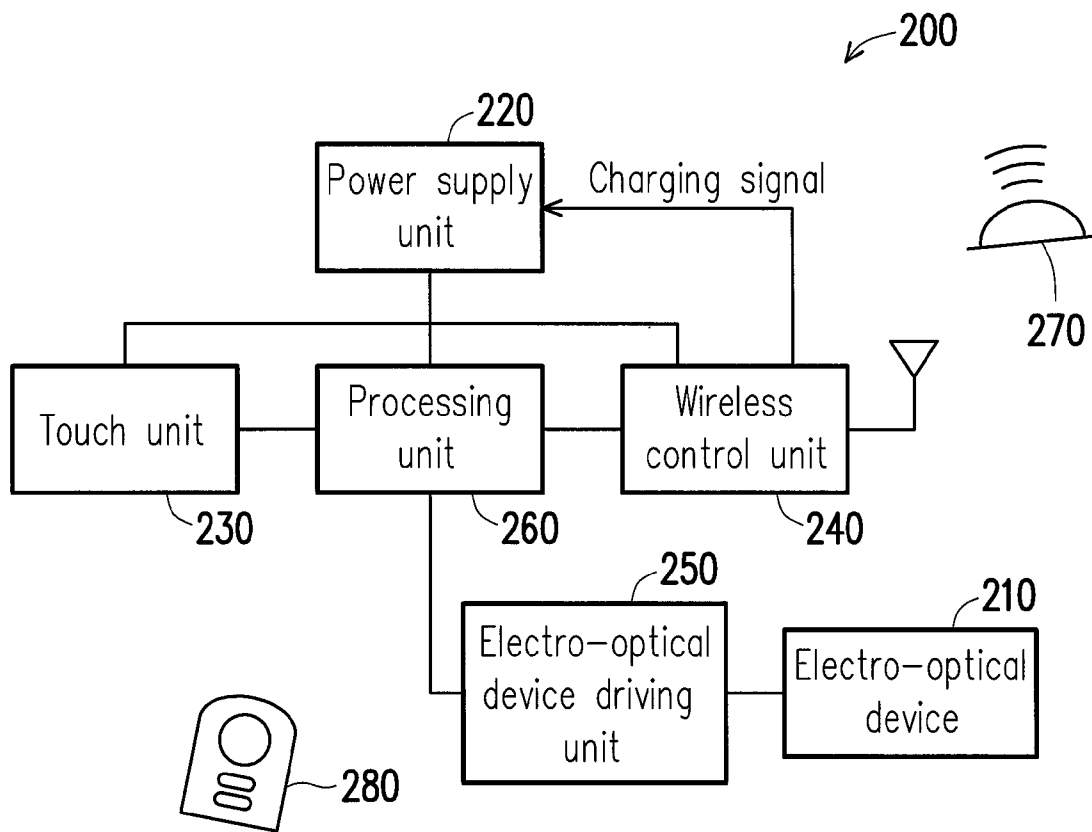 200
220
Power supply
unit
Charging signal
270
Touch unit
Processing
unit
Wireless
control unit
230
260
240
250
210
Electro-optical
device driving
unit
Electro-optical
device
280